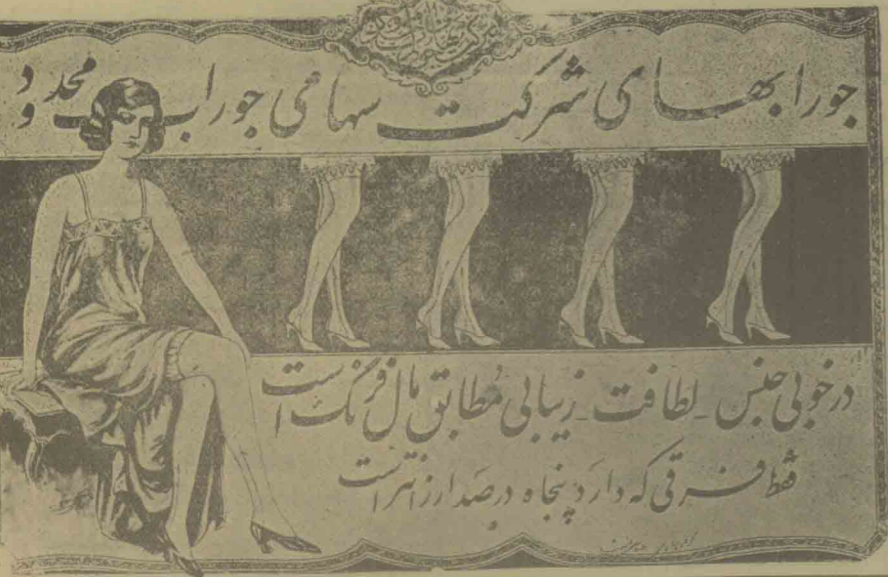 جورابهای شرکت سهامی جوراب محدود
در خوبی جنس - لطافت - زیبایی مطابق مال فرنگ است
فقط فرقی که دارد پنجاه درصد ارزانتر است